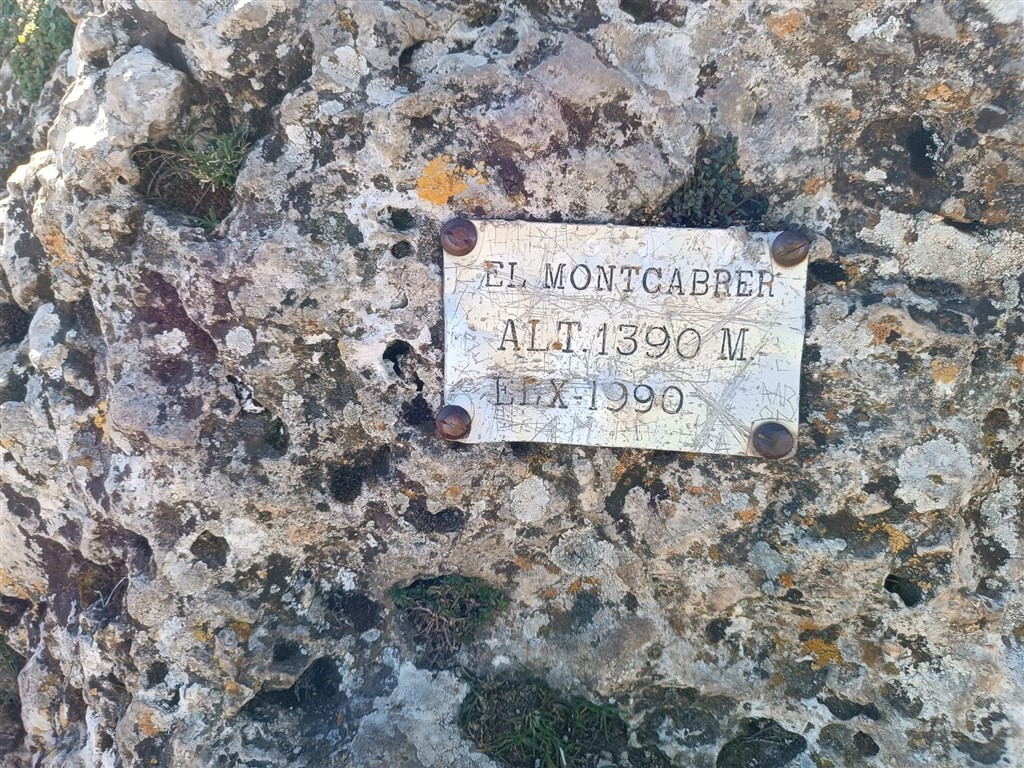 EL MONTCABRER
ALT. 1390 M.
ELX-1990